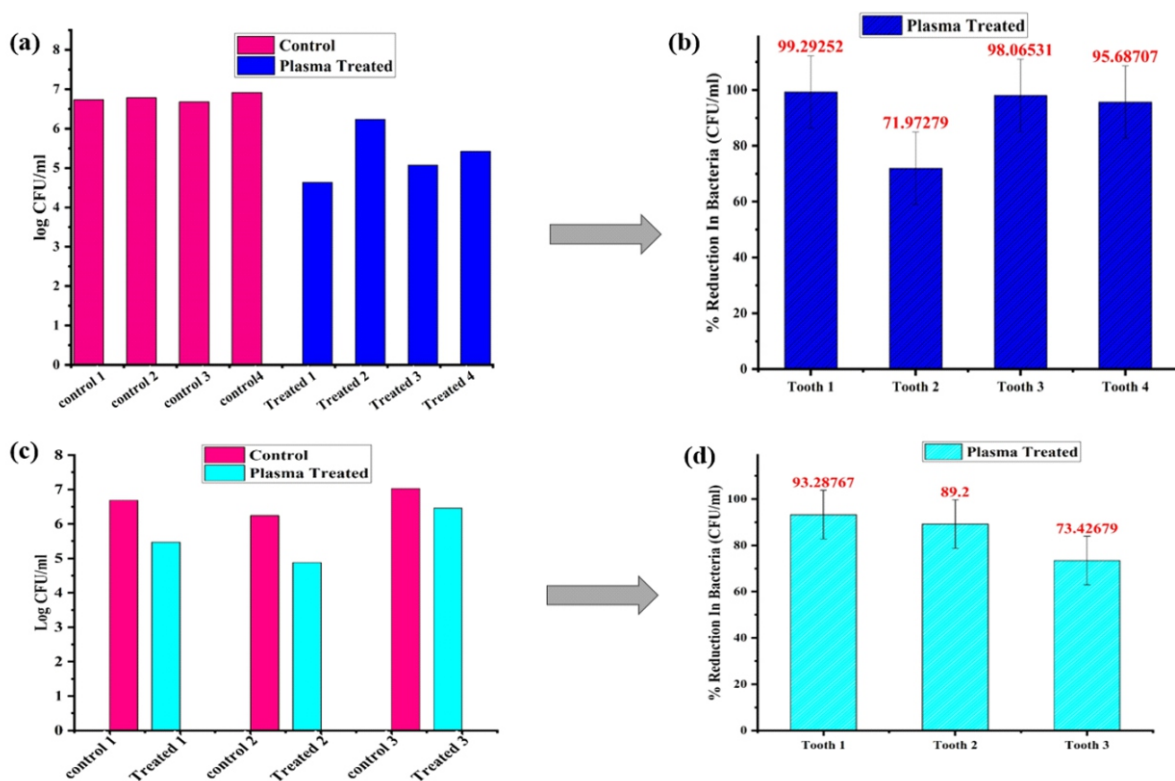 (a)
Control
Plasma Treated
log CFU/ml
8
7
6
5
4
3
2
1
0
control 1
control 2
control 3
control4
Treated 1
Treated 2
Treated 3
Treated 4
(b)
Plasma Treated
% Reduction In Bacteria (CFU/ml)
99.29252
71.97279
98.06531
95.68707
100
80
60
40
20
0
Tooth 1
Tooth 2
Tooth 3
Tooth 4
(c)
Control
Plasma Treated
Log CFU/ml
8
7
6
5
4
3
2
1
0
control 1
Treated 1
control 2
Treated 2
control 3
Treated 3
(d)
Plasma Treated
% Reduction In Bacteria (CFU/ml)
93.28767
89.2
73.42679
100
80
60
40
20
0
Tooth 1
Tooth 2
Tooth 3